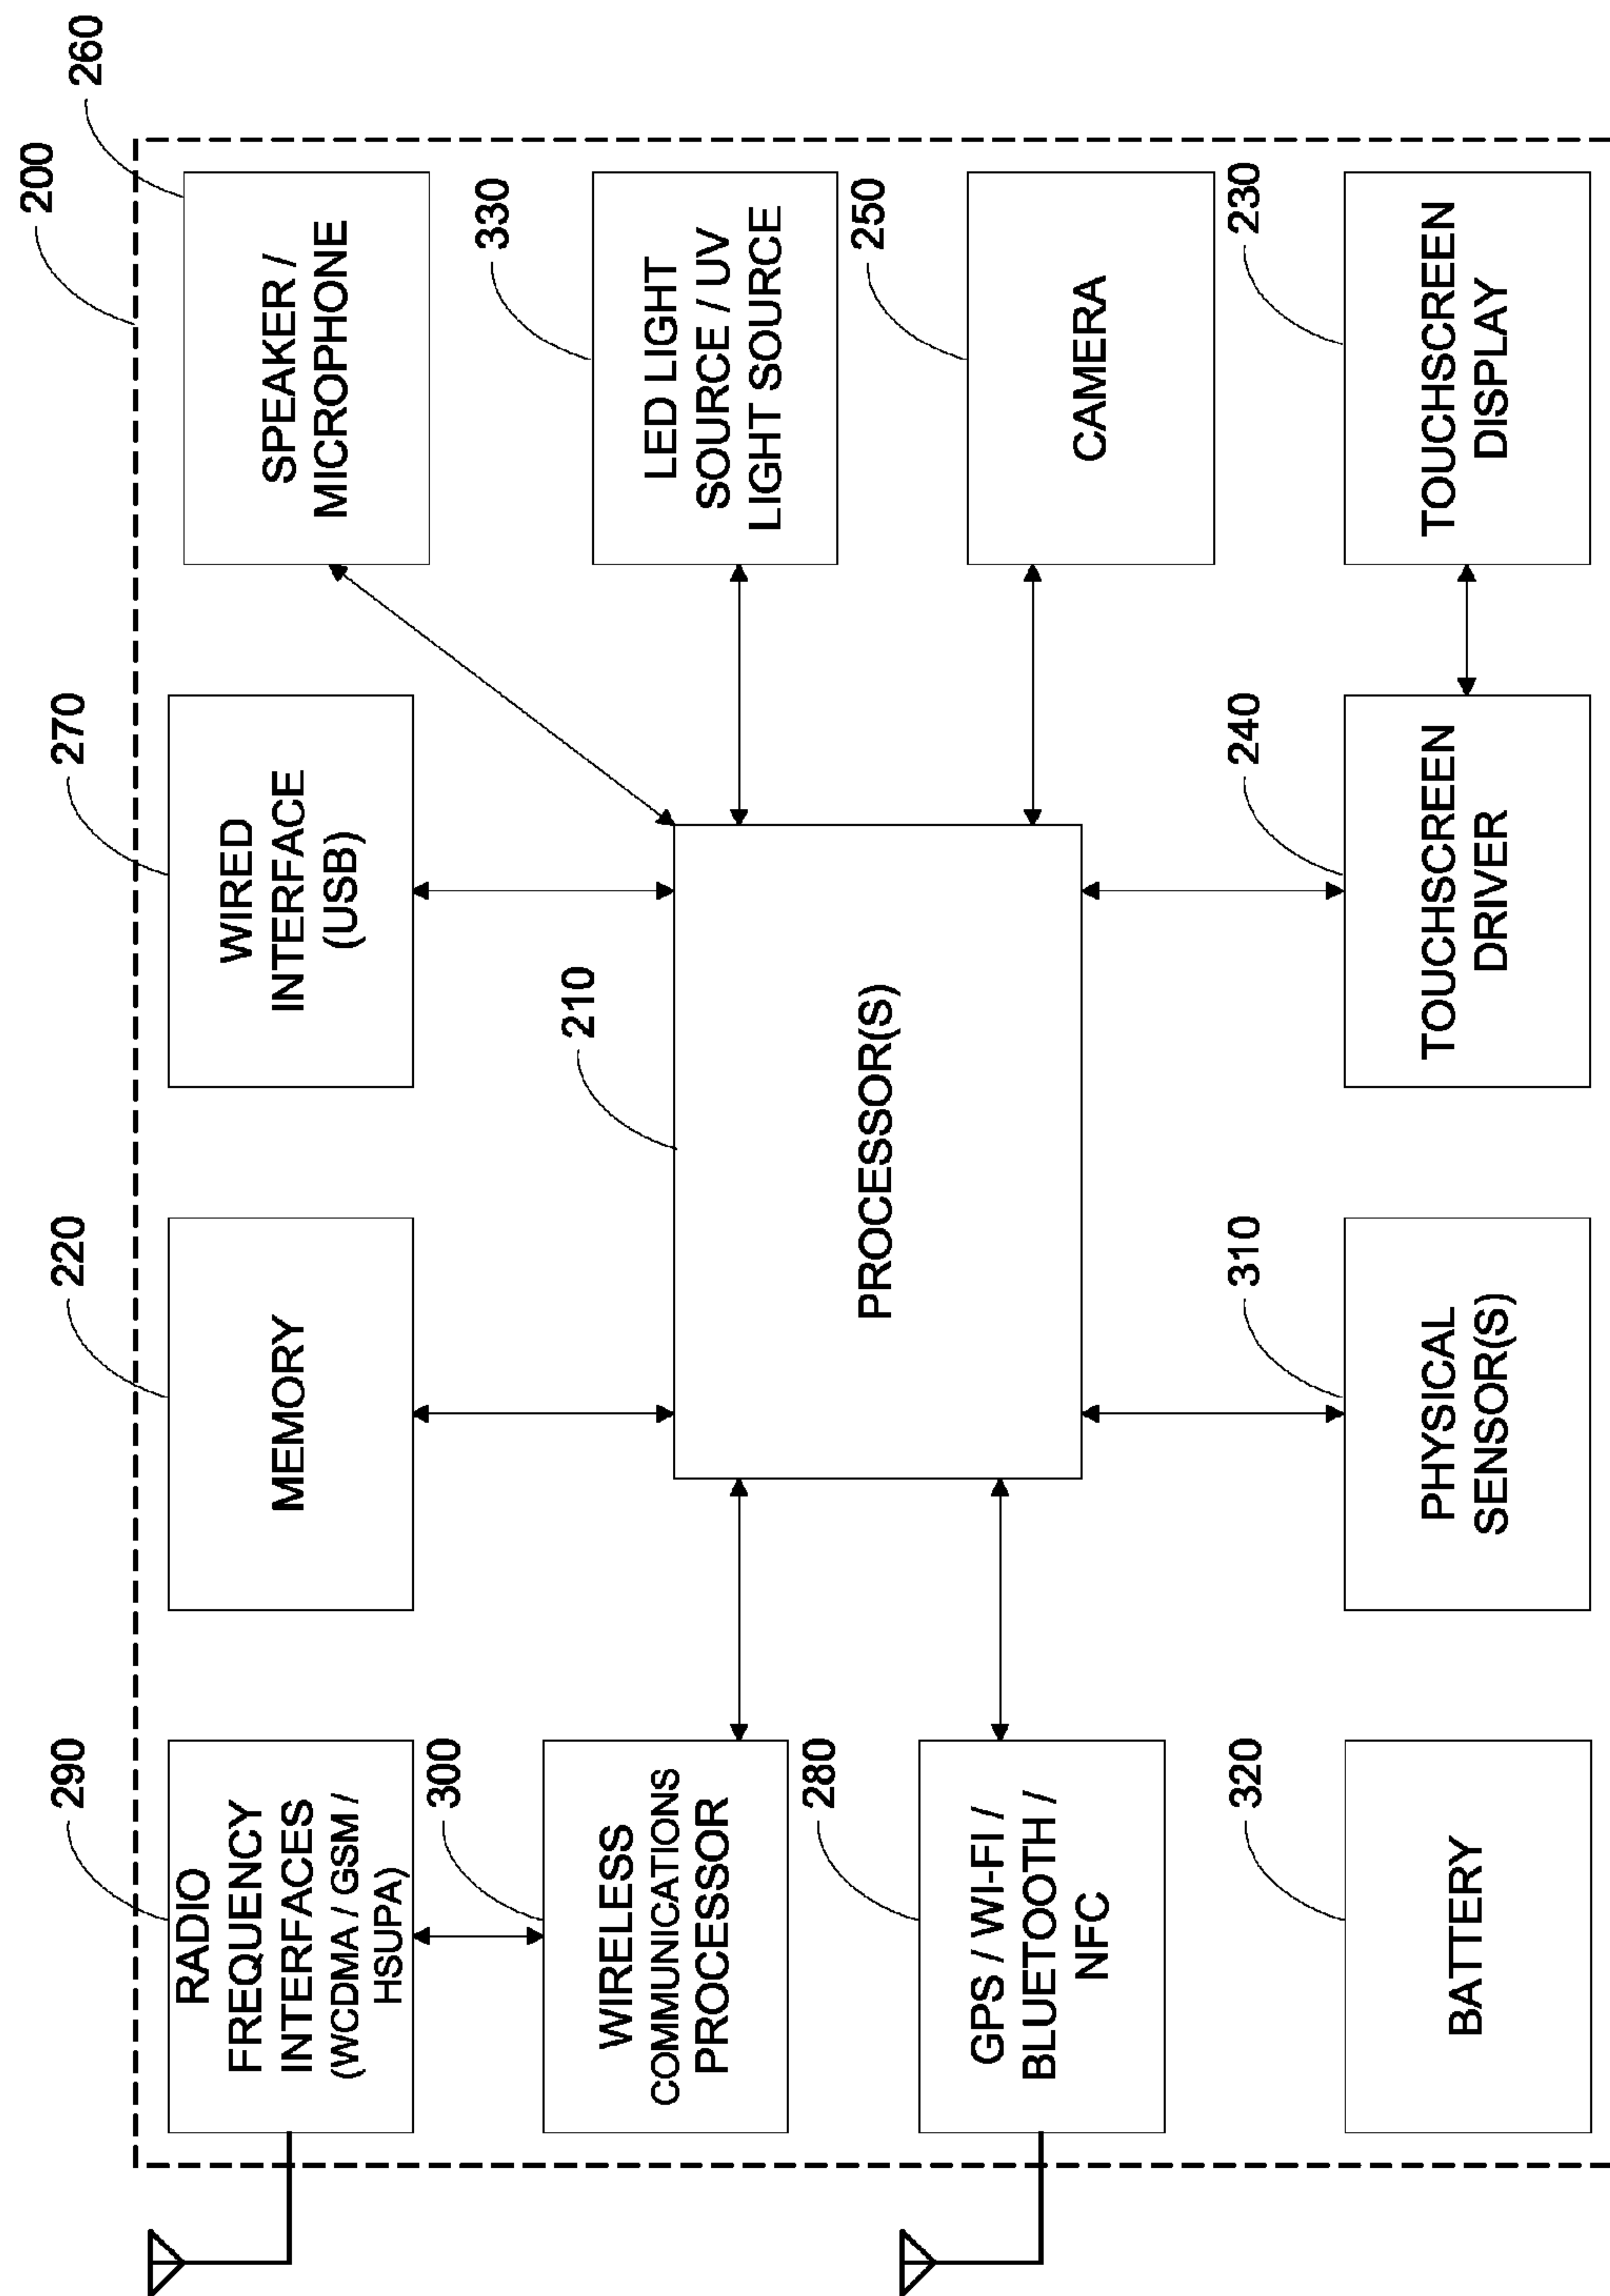 200
260
290
RADIO
FREQUENCY
INTERFACES
(WCDMA / GSM /
HSUPA)
220
MEMORY
270
WIRED
INTERFACE
(USB)
SPEAKER /
MICROPHONE
300
WIRELESS
COMMUNICATIONS
PROCESSOR
210
PROCESSOR(S)
330
LED LIGHT
SOURCE / UV
LIGHT SOURCE
280
GPS / WI-FI /
BLUETOOTH /
NFC
250
CAMERA
320
BATTERY
310
PHYSICAL
SENSOR(S)
240
TOUCHSCREEN
DRIVER
230
TOUCHSCREEN
DISPLAY